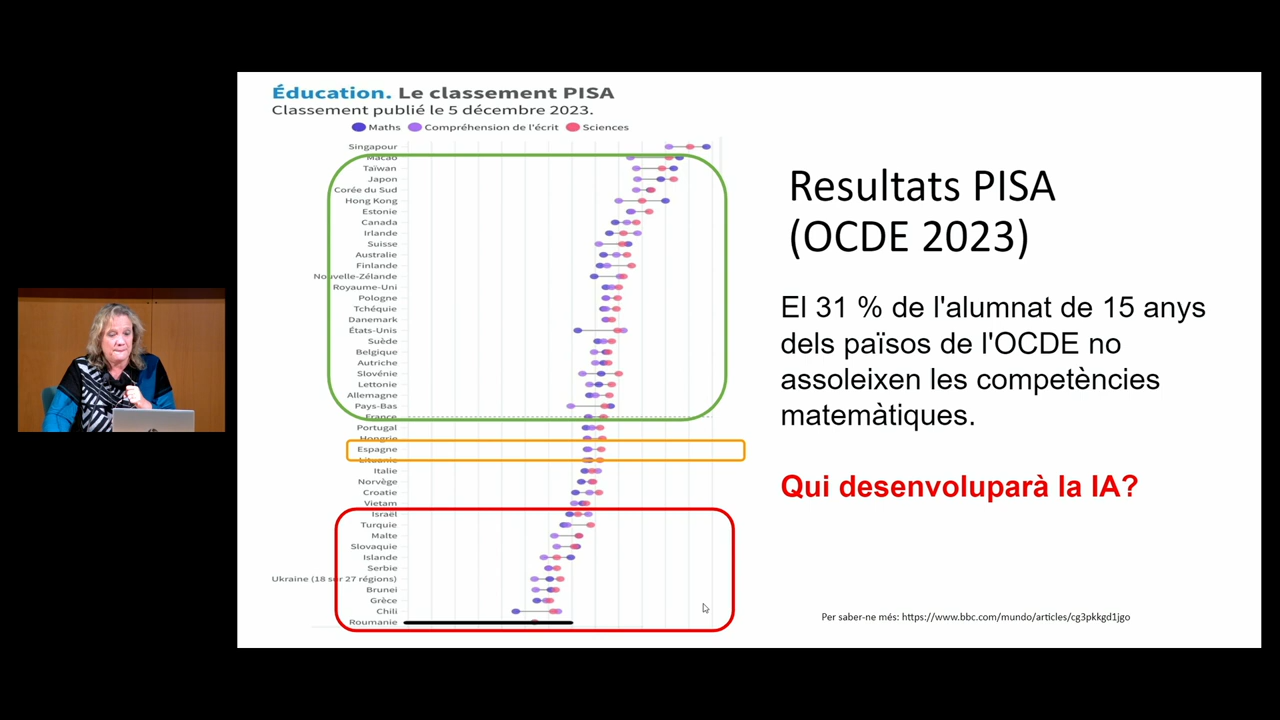 Éducation. Le classement PISA
Classement publié le 5 décembre 2023.
Maths Compréhension de l'écrit Sciences
Singapour
Macao
Taïwan
Japon
Corée du Sud
Hong Kong
Estonie
Canada
Irlande
Suisse
Australie
Finlande
Nouvelle-Zélande
Royaume-Uni
Pologne
Tchéquie
Danemark
États-Unis
Suède
Belgique
Autriche
Slovénie
Lettonie
Allemagne
Pays-Bas
France
Portugal
Hongrie
Espagne
Lituanie
Italie
Norvège
Croatie
Vietam
Israël
Turquie
Malte
Slovaquie
Islande
Serbie
Ukraine (18 sur 27 régions)
Brunei
Grèce
Chili
Roumanie
Resultats PISA
(OCDE 2023)
El 31 % de l'alumnat de 15 anys
dels països de l'OCDE no
assoleixen les competències
matemàtiques.
Qui desenvoluparà la IA?
Per saber-ne més: https://www.bbc.com/mundo/articles/cg3pkkgd1jgo